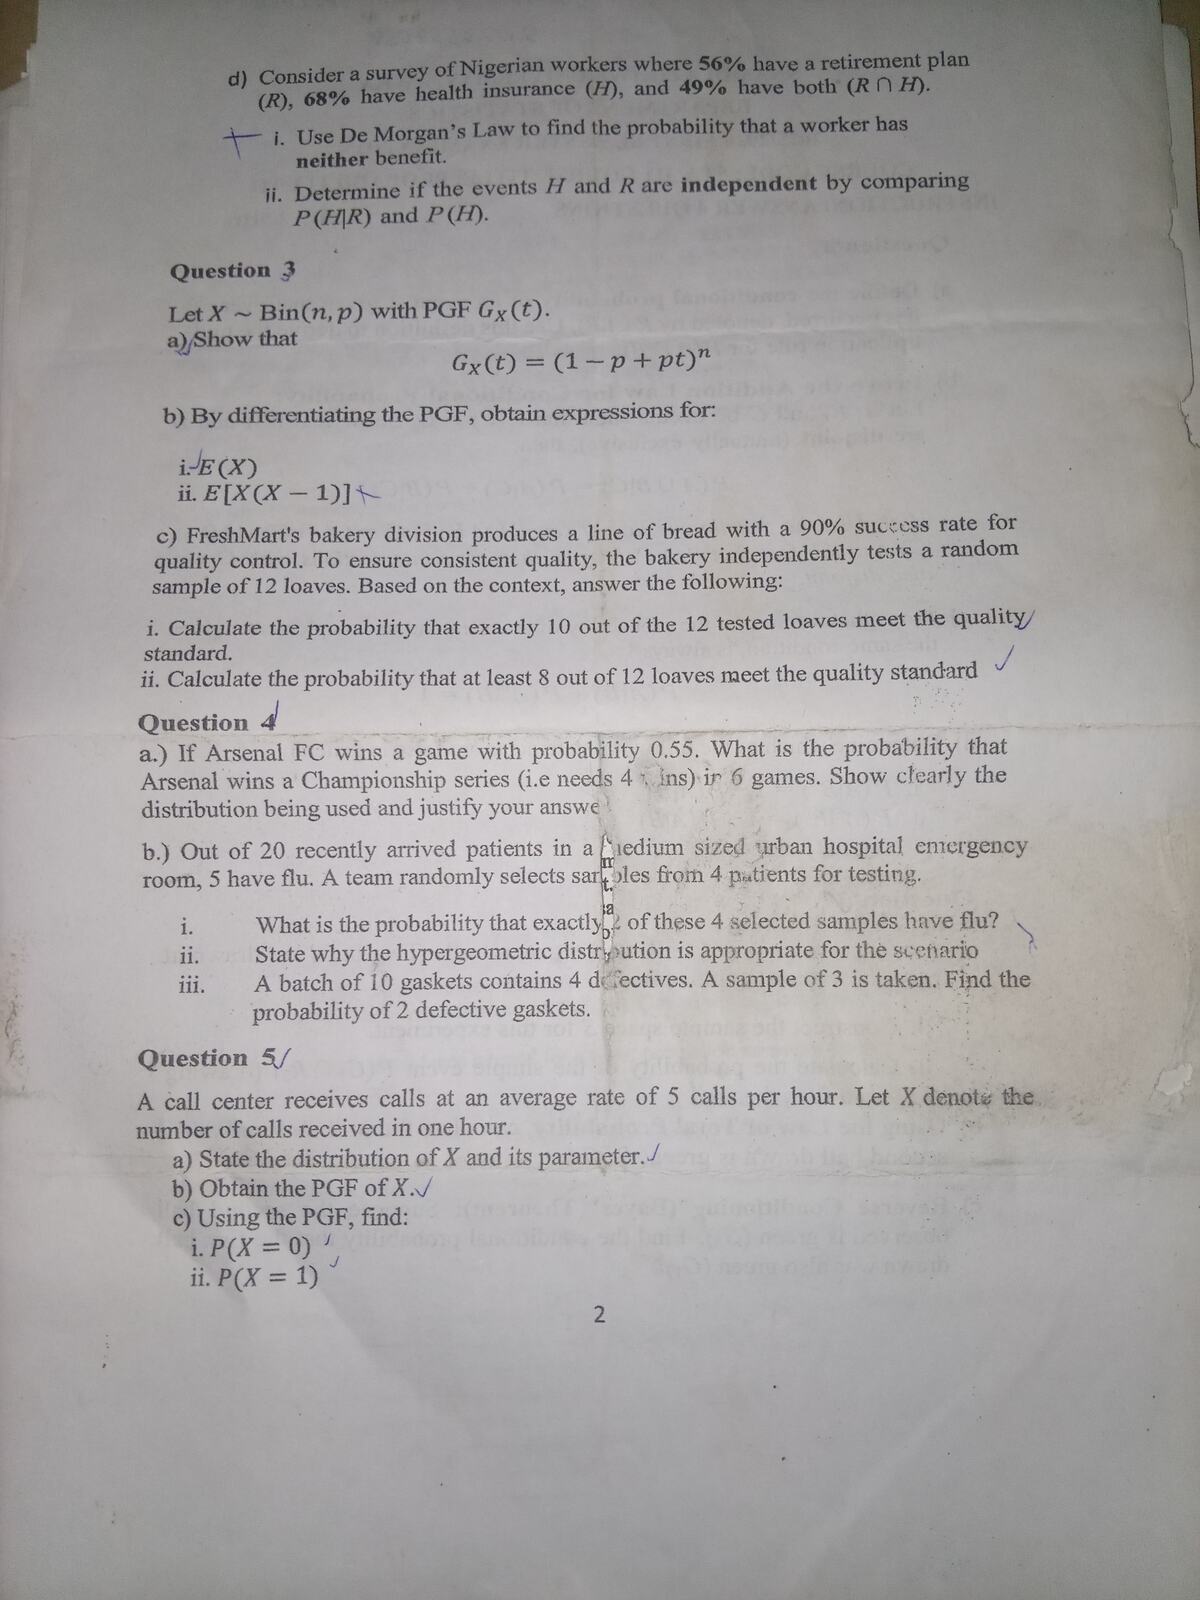 d) Consider a survey of Nigerian workers where 56% have a retirement plan
(R), 68% have health insurance (H), and 49% have both (R ∩ H).
i. Use De Morgan's Law to find the probability that a worker has
neither benefit.
ii. Determine if the events H and R are independent by comparing
P(H|R) and P(H).
Question 3
Let X ~ Bin(n, p) with PGF G_X(t).
a) Show that
G_X(t) = (1 − p + pt)^n
b) By differentiating the PGF, obtain expressions for:
i. E(X)
ii. E[X(X − 1)]
c) FreshMart's bakery division produces a line of bread with a 90% success rate for
quality control. To ensure consistent quality, the bakery independently tests a random
sample of 12 loaves. Based on the context, answer the following:
i. Calculate the probability that exactly 10 out of the 12 tested loaves meet the quality
standard.
ii. Calculate the probability that at least 8 out of 12 loaves meet the quality standard
Question 4
a.) If Arsenal FC wins a game with probability 0.55. What is the probability that
Arsenal wins a Championship series (i.e needs 4 wins) in 6 games. Show clearly the
distribution being used and justify your answe
b.) Out of 20 recently arrived patients in a medium sized urban hospital emergency
room, 5 have flu. A team randomly selects samples from 4 patients for testing.
i. What is the probability that exactly 2 of these 4 selected samples have flu?
ii. State why the hypergeometric distribution is appropriate for the scenario
iii. A batch of 10 gaskets contains 4 defectives. A sample of 3 is taken. Find the
probability of 2 defective gaskets.
Question 5
A call center receives calls at an average rate of 5 calls per hour. Let X denote the
number of calls received in one hour.
a) State the distribution of X and its parameter.
b) Obtain the PGF of X.
c) Using the PGF, find:
i. P(X = 0)
ii. P(X = 1)
2